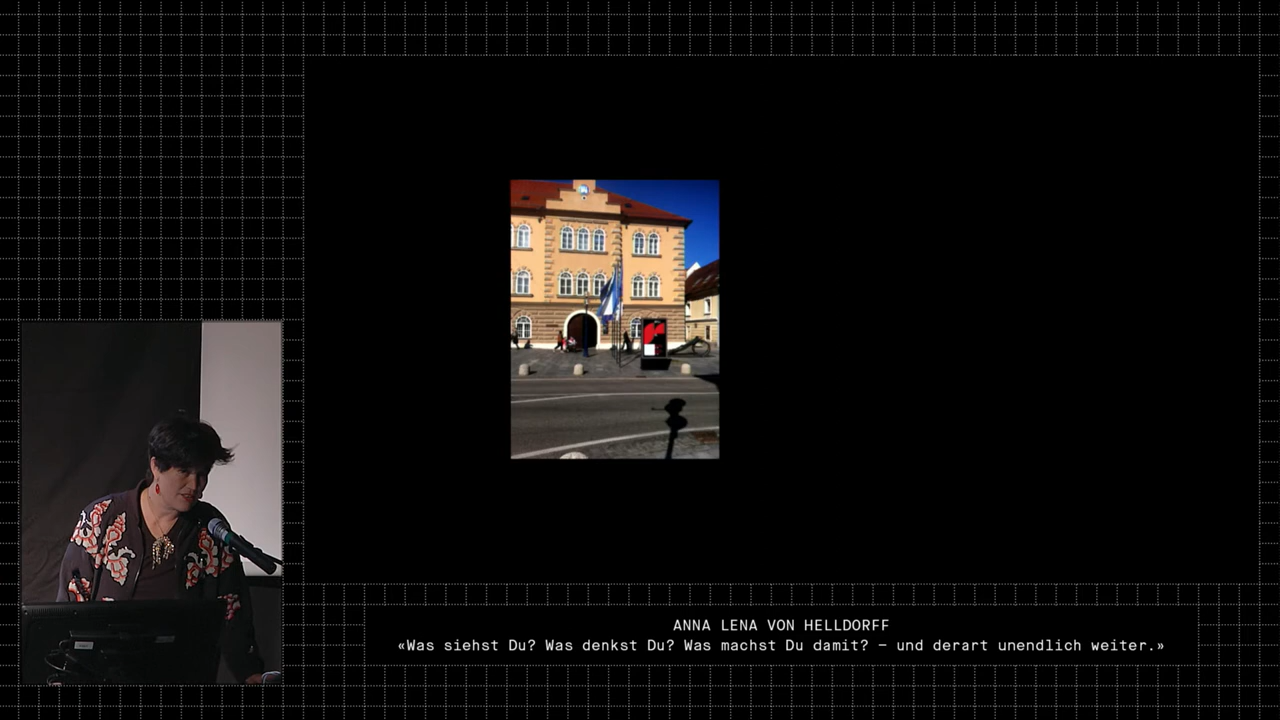 ANNA LENA VON HELLDORFF
«Was siehst Du? Was denkst Du? Was machst Du damit? – und derart unendlich weiter.»